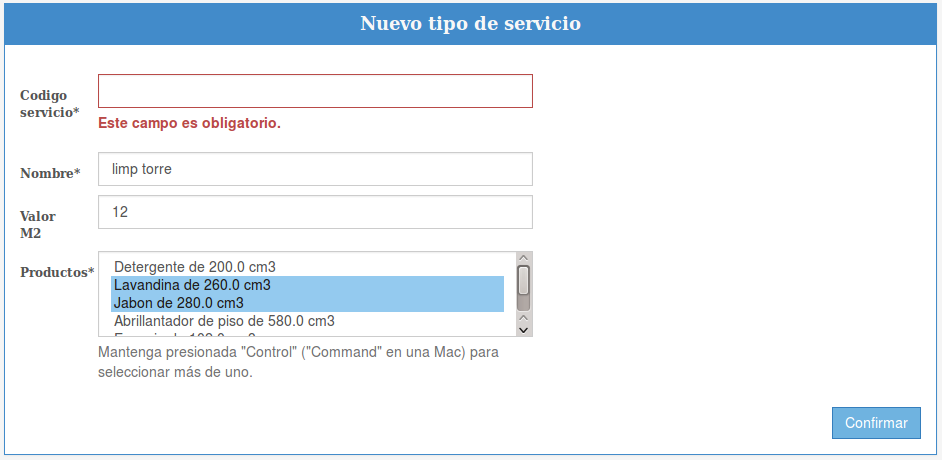 Nuevo tipo de servicio
Codigo
servicio*
Este campo es obligatorio.
Nombre*
limp torre
Valor
M2
12
Productos*
Detergente de 200.0 cm3
Lavandina de 260.0 cm3
Jabon de 280.0 cm3
Abrillantador de piso de 580.0 cm3
Mantenga presionada "Control" ("Command" en una Mac) para
seleccionar más de uno.
Confirmar